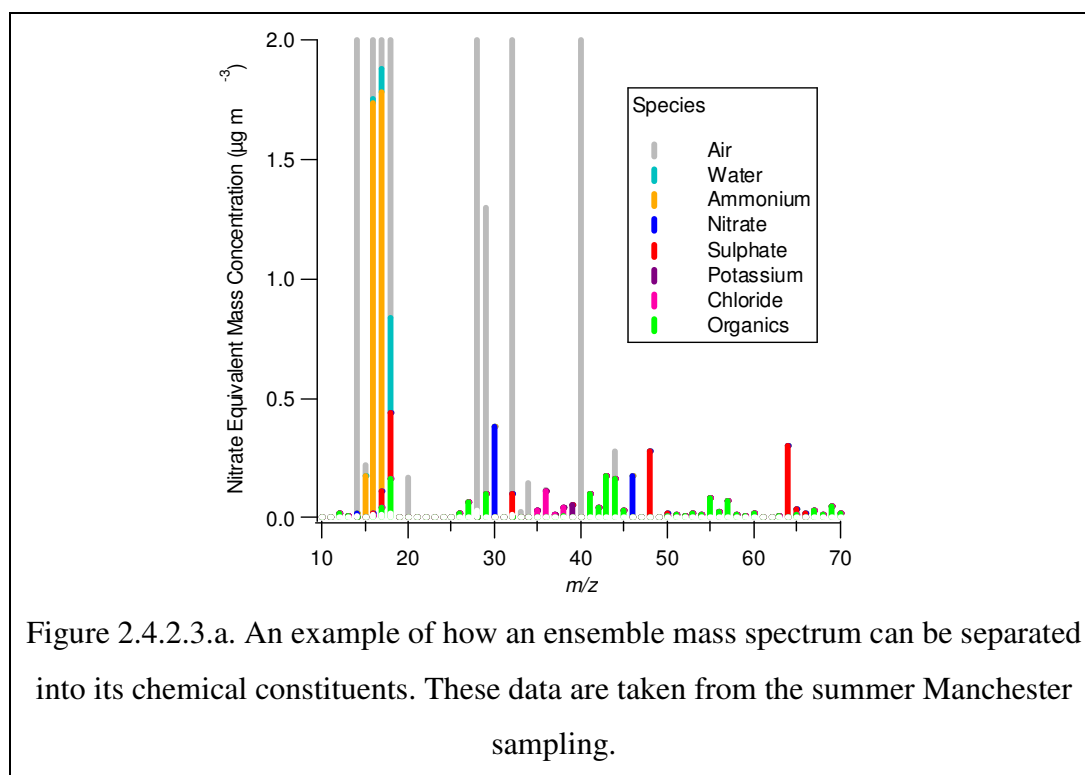 2.0
1.5
1.0
0.5
0.0
Nitrate Equivalent Mass Concentration (µg m -3)
10 20 30 40 50 60 70
m/z
Species
Air
Water
Ammonium
Nitrate
Sulphate
Potassium
Chloride
Organics
Figure 2.4.2.3.a. An example of how an ensemble mass spectrum can be separated
into its chemical constituents. These data are taken from the summer Manchester
sampling.